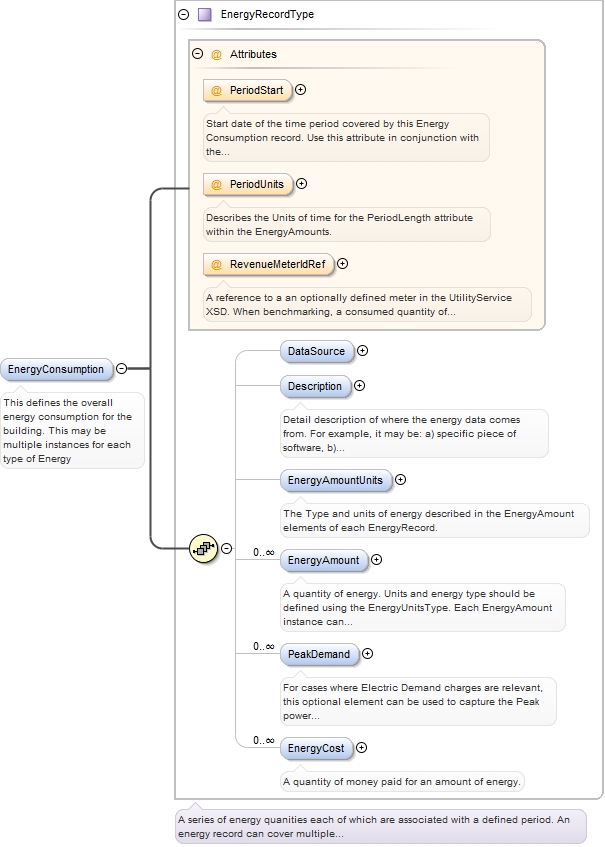 EnergyRecordType
@ Attributes
@ PeriodStart
Start date of the time period covered by this Energy
Consumption record. Use this attribute in conjunction with
the...
@ PeriodUnits
Describes the Units of time for the PeriodLength attribute
within the EnergyAmounts.
@ RevenueMeterIdRef
A reference to a an optionally defined meter in the UtilityService
XSD. When benchmarking, a consumed quantity of...
EnergyConsumption
This defines the overall
energy consumption for the
building. This may be
multiple instances for each
type of Energy
DataSource
Description
Detail description of where the energy data comes
from. For example, it may be: a) specific piece of
software, b)...
EnergyAmountUnits
The Type and units of energy described in the EnergyAmount
elements of each EnergyRecord.
0..∞
EnergyAmount
A quantity of energy. Units and energy type should be
defined using the EnergyUnitsType. Each EnergyAmount
instance can...
0..∞
PeakDemand
For cases where Electric Demand charges are relevant,
this optional element can be used to capture the Peak
power...
0..∞
EnergyCost
A quantity of money paid for an amount of energy.
A series of energy quanities each of which are associated with a defined period. An
energy record can cover multiple...